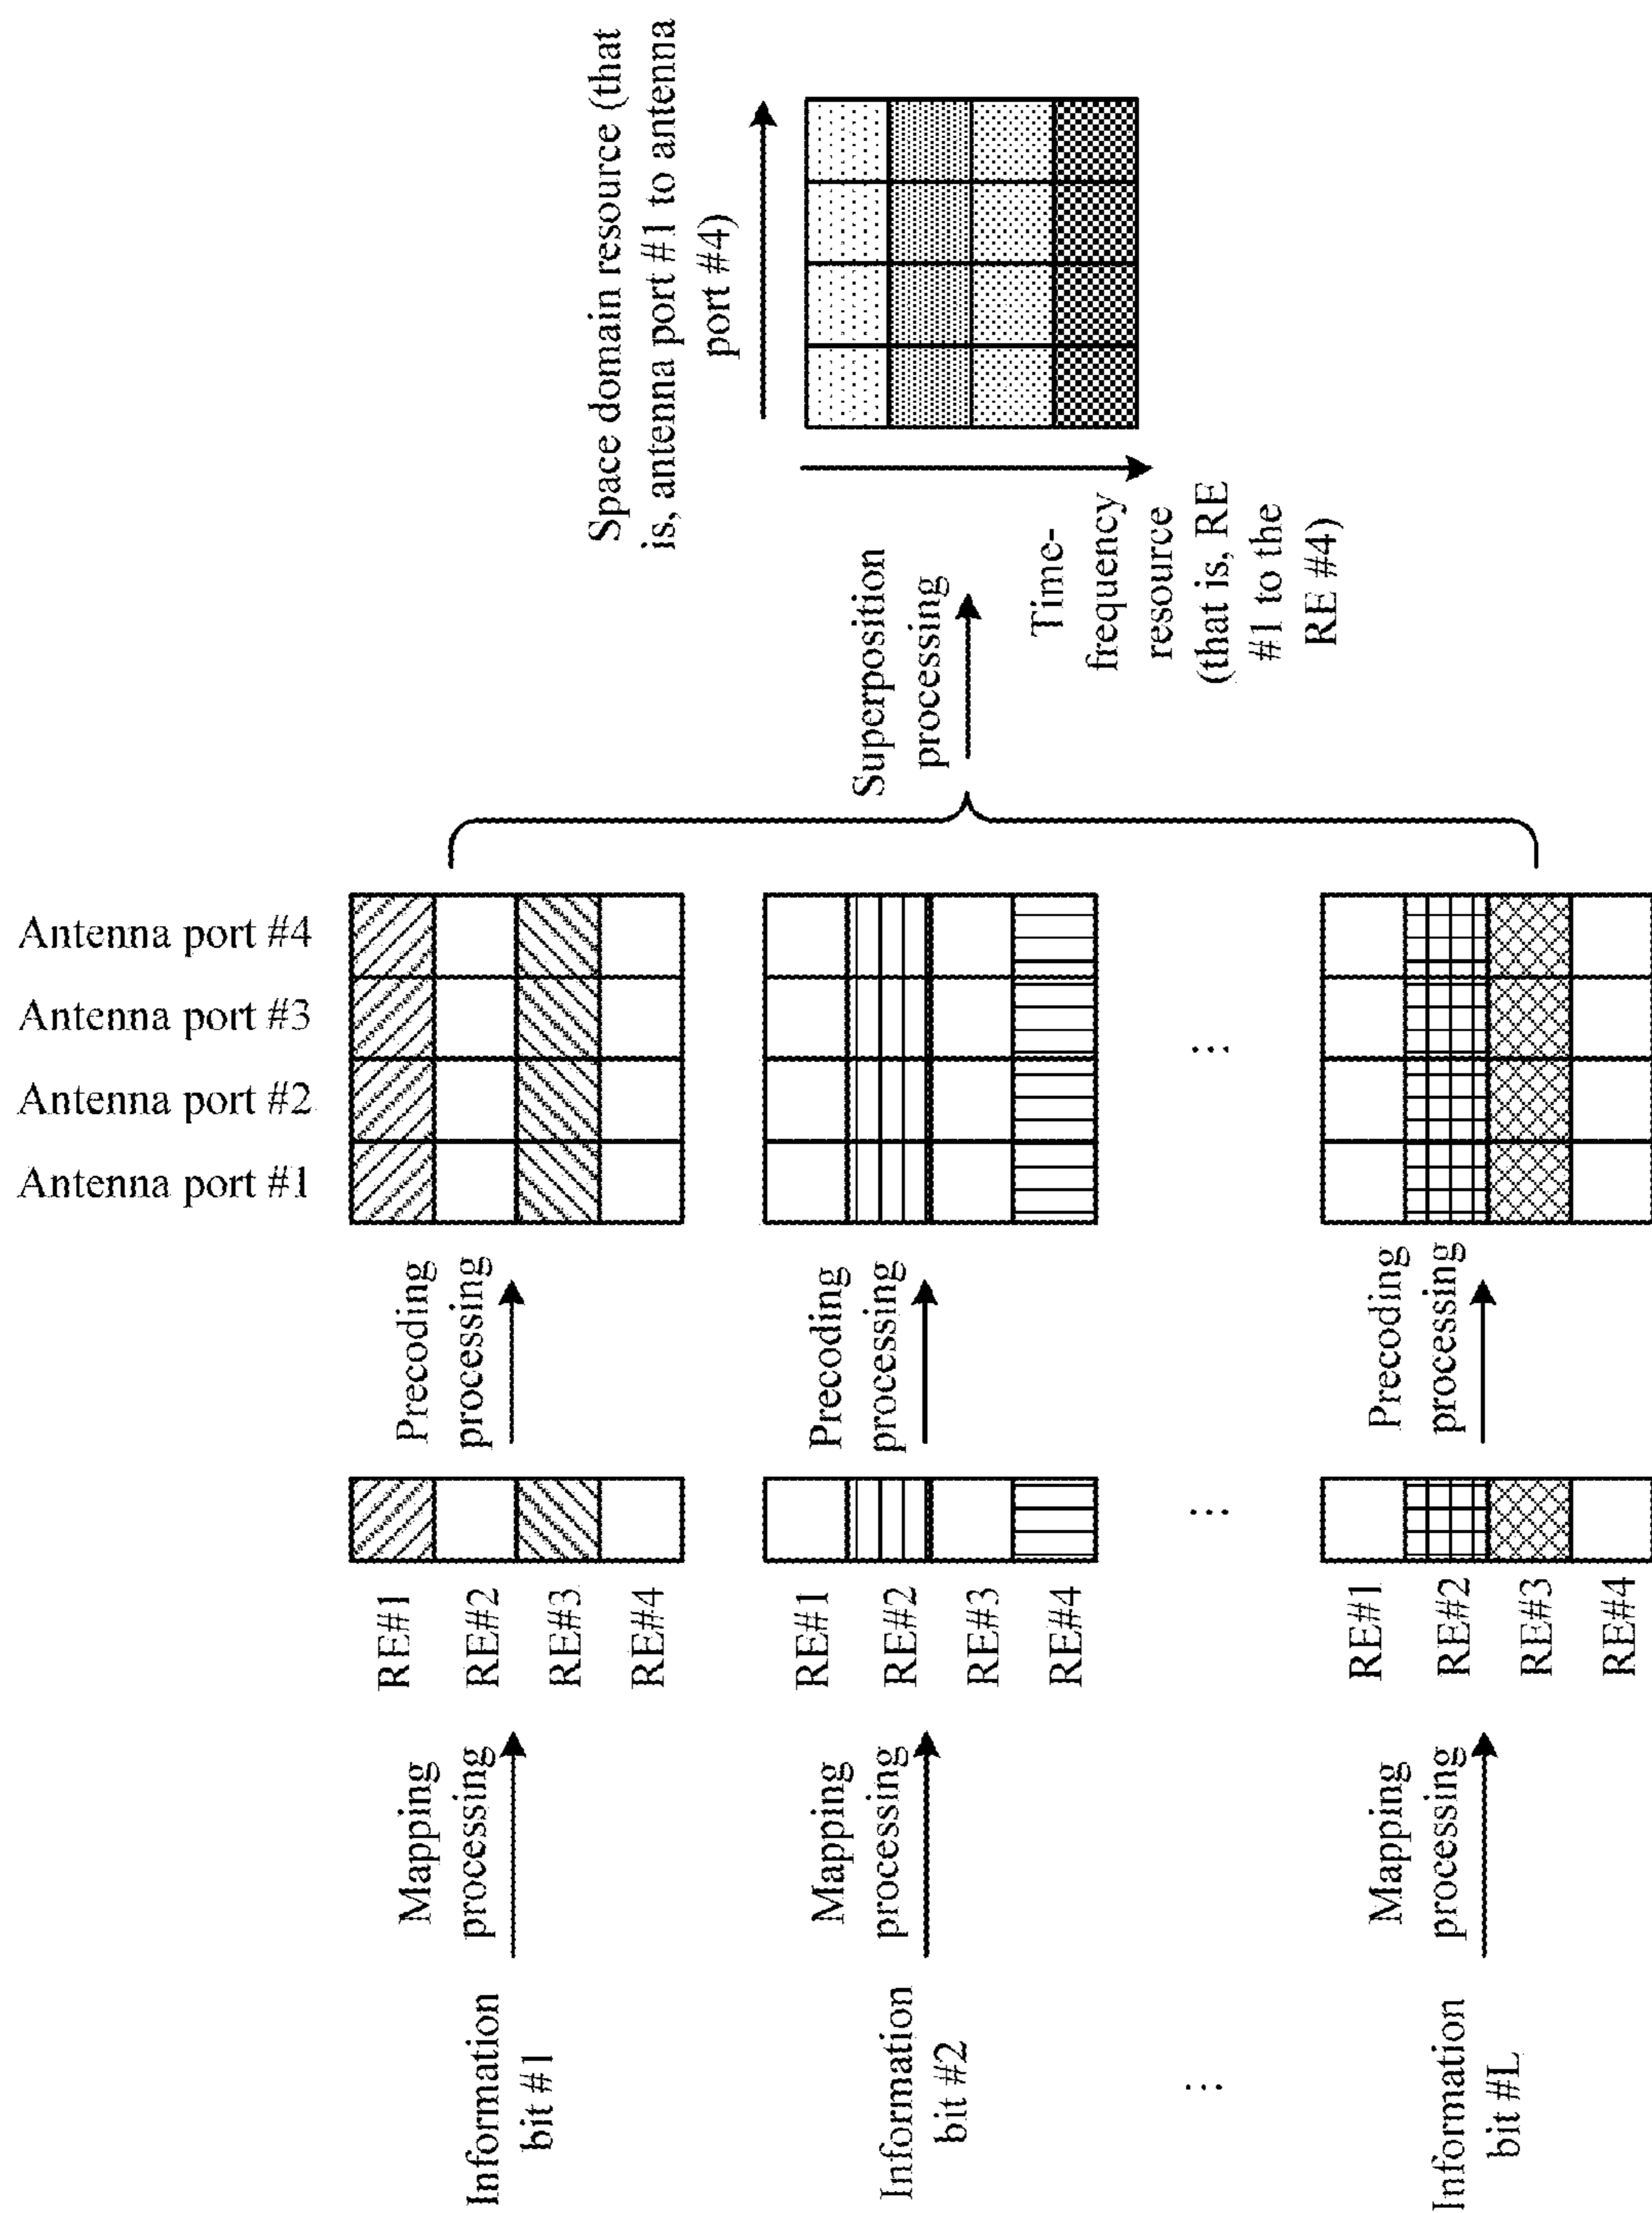 Antenna port #4
Antenna port #3
Antenna port #2
Antenna port #1
Information
bit #1
Mapping
processing
RE#1
RE#2
RE#3
RE#4
Precoding
processing
Information
bit #2
Mapping
processing
RE#1
RE#2
RE#3
RE#4
Precoding
processing
...
...
...
Information
bit #L
Mapping
processing
RE#1
RE#2
RE#3
RE#4
Precoding
processing
Superposition
processing
Space domain resource (that
is, antenna port #1 to antenna
port #4)
Time-
frequency
resource
(that is, RE
#1 to the
RE #4)